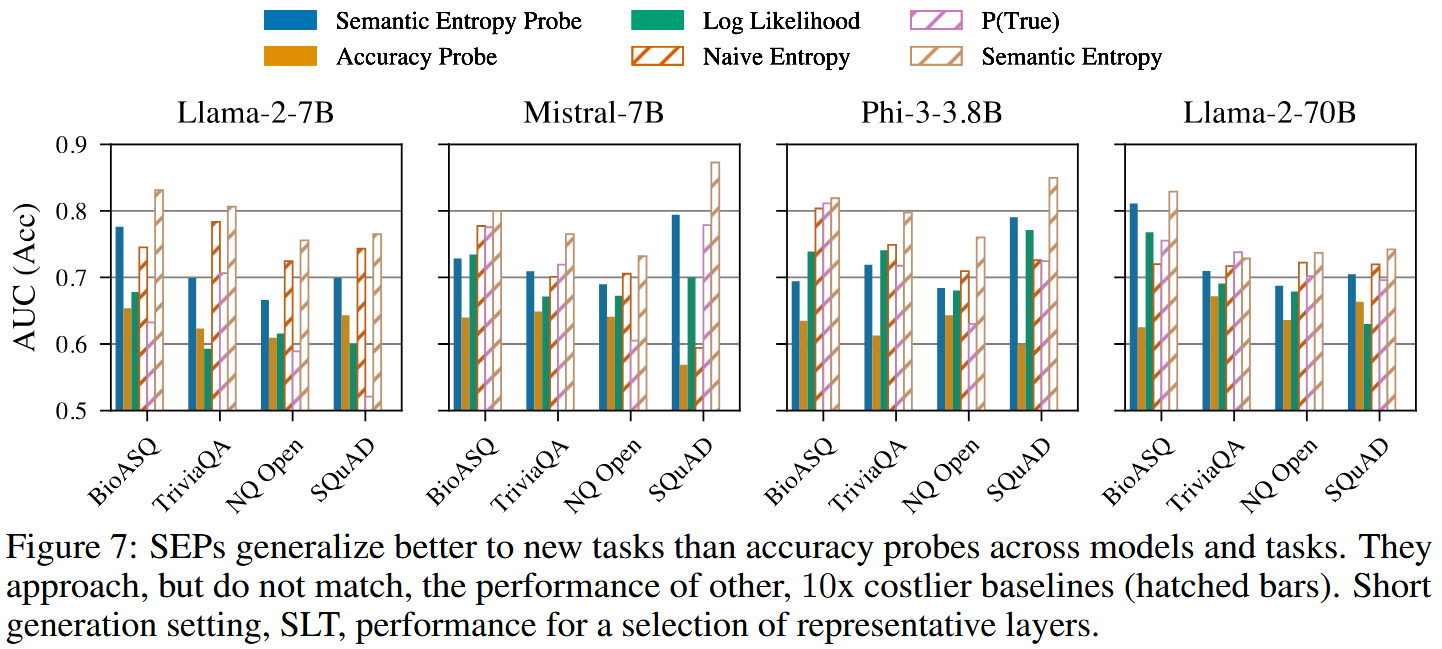 Semantic Entropy Probe Log Likelihood P(True)
Accuracy Probe Naive Entropy Semantic Entropy
Llama-2-7B Mistral-7B Phi-3-3.8B Llama-2-70B
AUC (Acc)
0.9
0.8
0.7
0.6
0.5
BioASQ TriviaQA NQ Open SQuAD BioASQ TriviaQA NQ Open SQuAD BioASQ TriviaQA NQ Open SQuAD BioASQ TriviaQA NQ Open SQuAD
Figure 7: SEPs generalize better to new tasks than accuracy probes across models and tasks. They
approach, but do not match, the performance of other, 10x costlier baselines (hatched bars). Short
generation setting, SLT, performance for a selection of representative layers.